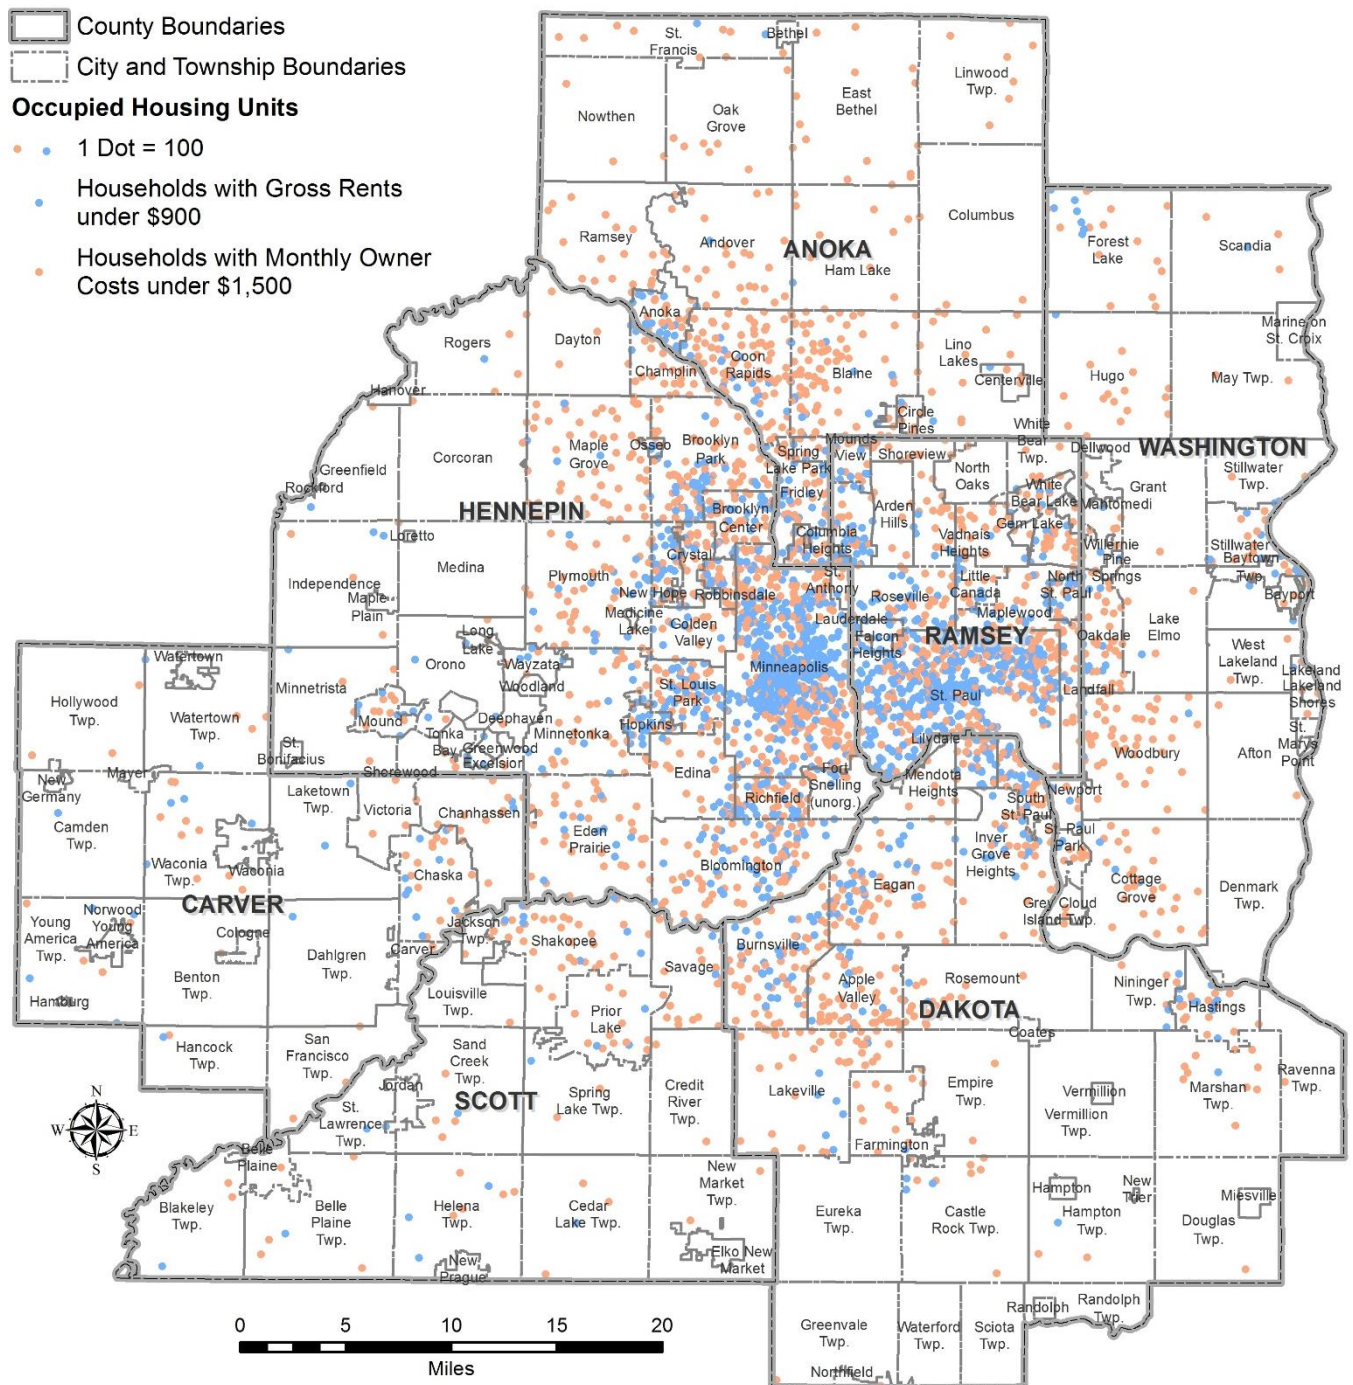 County Boundaries
City and Township Boundaries
Occupied Housing Units
1 Dot = 100
Households with Gross Rents
under $900
Households with Monthly Owner
Costs under $1,500
St.
Francis
Bethel
Linwood
Twp.
Nowthen
Oak
Grove
East
Bethel
Columbus
Ramsey
Andover
ANOKA
Ham Lake
Forest
Lake
Scandia
Anoka
Rogers
Dayton
Champlin
Coon
Rapids
Blaine
Lino
Lakes
Centerville
Hugo
May Twp.
Marine on
St. Croix
Hanover
Circle
Pines
Corcoran
Maple
Grove
Osseo
Brooklyn
Park
Spring
Lake Park
Mounds
View
Shoreview
White
Bear
Twp.
Dellwood
WASHINGTON
Greenfield
Rockford
North
Oaks
White
Bear Lake
Grant
Mahtomedi
Stillwater
Twp.
HENNEPIN
Fridley
Brooklyn
Center
Arden
Hills
Gem Lake
Loretto
Medina
Crystal
Columbia
Heights
Vadnais
Heights
Willernie
Pine
Springs
Stillwater
Baytown
Twp.
Bayport
Independence
Maple
Plain
Plymouth
New Hope
Robbinsdale
St.
Anthony
Roseville
Little
Canada
North
St. Paul
Medicine
Lake
Golden
Valley
Lauderdale
Falcon
Heights
Maplewood
RAMSEY
Oakdale
Lake
Elmo
Long
Lake
Orono
Wayzata
Woodland
Minneapolis
West
Lakeland
Twp.
Lakeland
Lakeland
Shores
Watertown
Hollywood
Twp.
Watertown
Twp.
Minnetrista
Mound
St. Louis
Park
St. Paul
Landfall
Tonka
Bay
Deephaven
Greenwood
Excelsior
Minnetonka
Hopkins
Lilydale
Woodbury
Afton
St.
Marys
Point
St.
Bonifacius
Shorewood
Edina
Fort
Snelling
(unorg.)
Mendota
Heights
New
Germany
Mayer
Laketown
Twp.
Victoria
Chanhassen
Richfield
South
St. Paul
Newport
Camden
Twp.
Eden
Prairie
Inver
Grove
Heights
St. Paul
Park
Waconia
Twp.
Waconia
Chaska
Bloomington
Eagan
Cottage
Grove
Denmark
Twp.
CARVER
Grey Cloud
Island Twp.
Young
America
Twp.
Norwood
Young
America
Cologne
Jackson
Twp.
Shakopee
Burnsville
Carver
Benton
Twp.
Dahlgren
Twp.
Savage
Apple
Valley
Rosemount
Nininger
Twp.
Hamburg
Louisville
Twp.
Prior
Lake
DAKOTA
Hastings
Coates
Hancock
Twp.
San
Francisco
Twp.
Sand
Creek
Twp.
Jordan
SCOTT
Spring
Lake Twp.
Credit
River
Twp.
Lakeville
Empire
Twp.
Vermillion
Vermillion
Twp.
Marshan
Twp.
Ravenna
Twp.
N
W
E
S
St.
Lawrence
Twp.
Farmington
Belle
Plaine
Blakeley
Twp.
Belle
Plaine
Twp.
Helena
Twp.
Cedar
Lake Twp.
New
Market
Twp.
Eureka
Twp.
Castle
Rock Twp.
Hampton
Hampton
Twp.
New
Trier
Douglas
Twp.
Miesville
New
Prague
Elko New
Market
Greenvale
Twp.
Waterford
Twp.
Sciota
Twp.
Randolph
Randolph
Twp.
Northfield
0 5 10 15 20
Miles